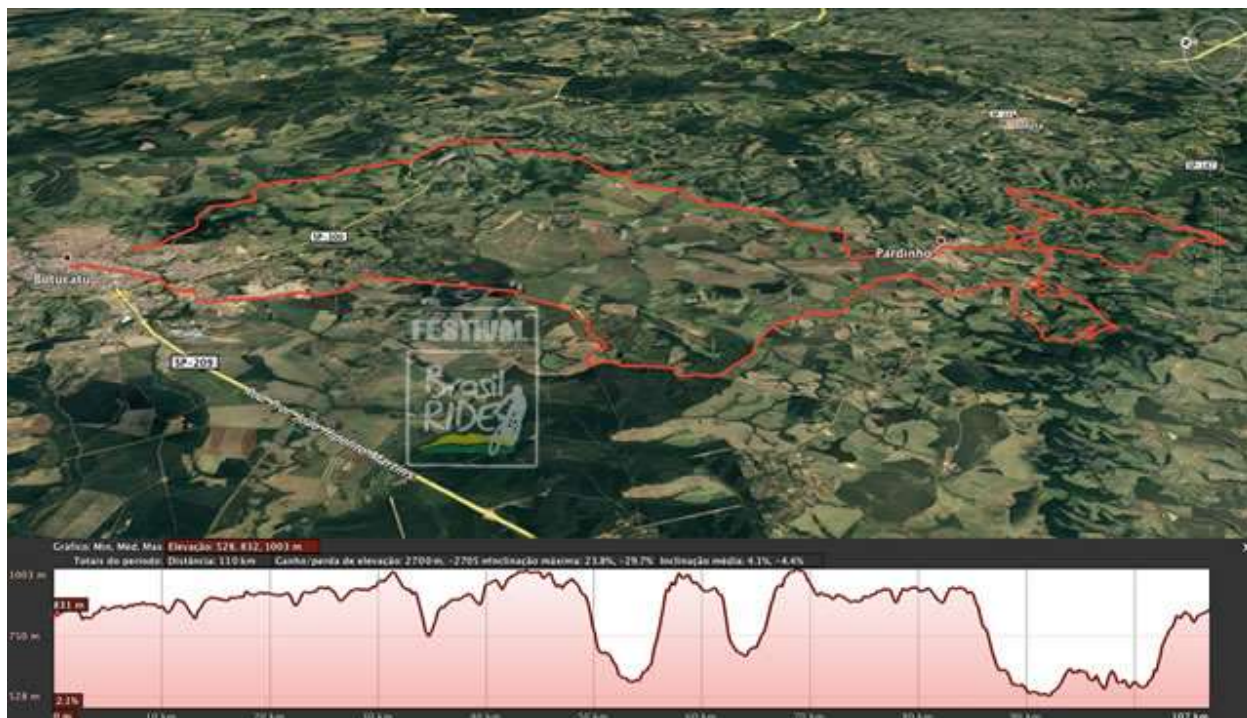 SP-147
SP-300
Pardinho
Botucatu
SP-209
FESTIVAL
Brasil
RIDE
Gráfico: Min, Méd, Max Elevação: 528, 832, 1003 m
Totais do período: Distância: 110 km Ganho/perda de elevação: 2700 m, -2705 m Inclinação máxima: 23,8%, -29,7% Inclinação média: 4,1%, -4,4%
1003 m
831 m
750 m
528 m
2,1%
0 m 10 km 20 km 30 km 40 km 50 km 60 km 70 km 80 km 90 km 107 km